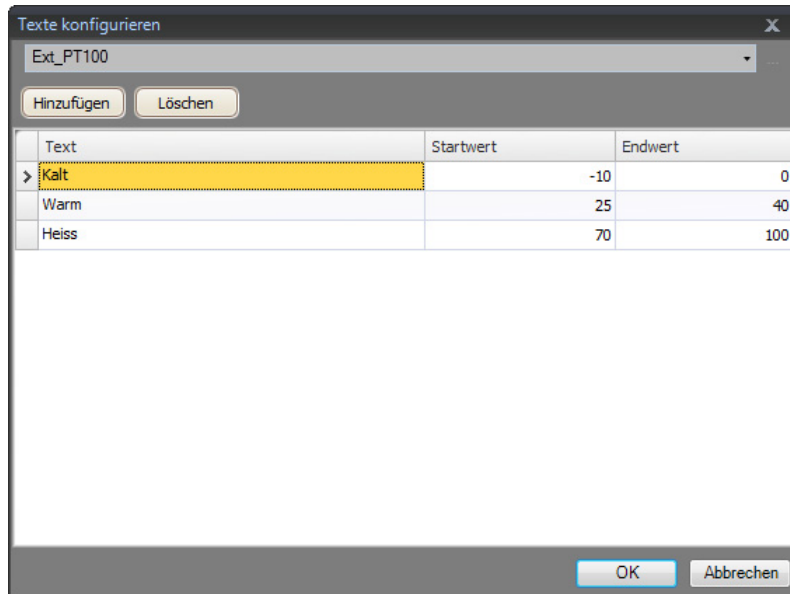 Texte konfigurieren X
Ext_PT100 ...
Hinzufügen Löschen
Text Startwert Endwert
Kalt -10 0
Warm 25 40
Heiss 70 100
OK Abbrechen